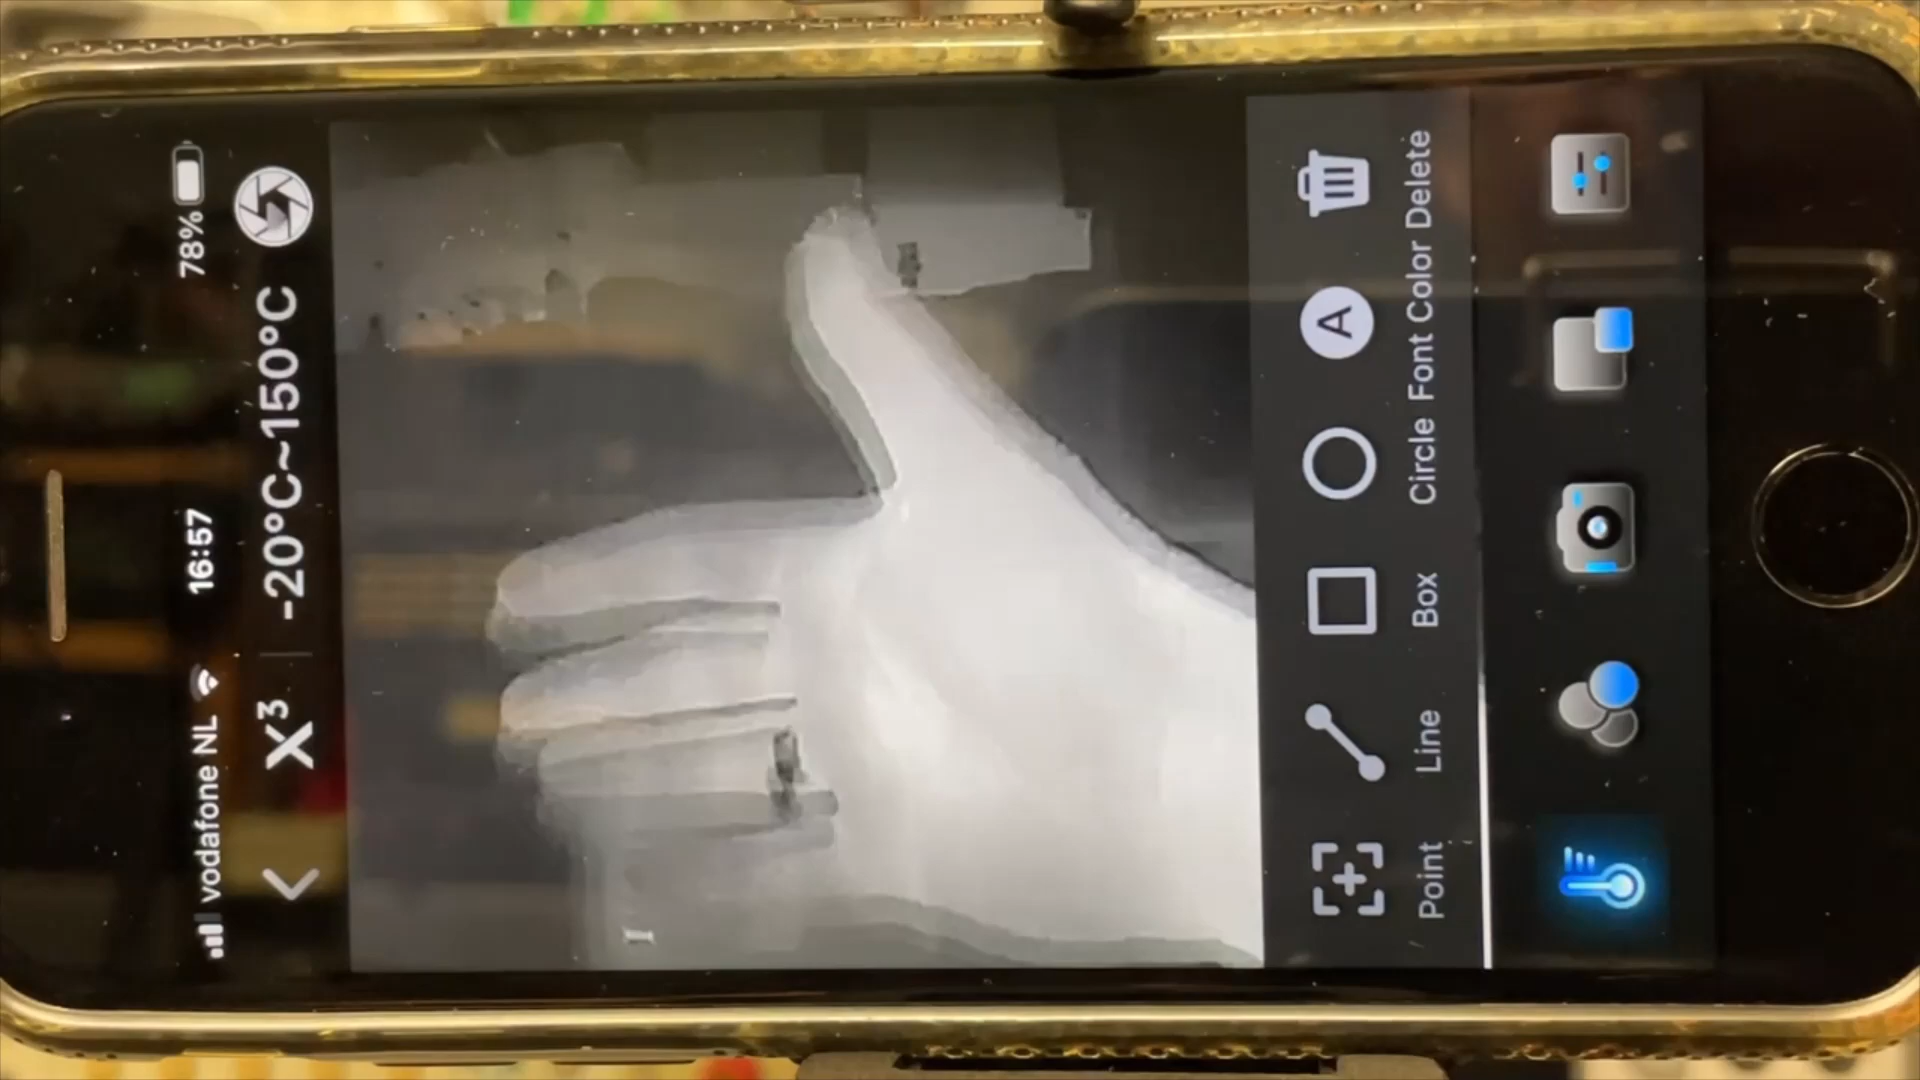 vodafone NL 16:57 78%
X³ -20°C~150°C
Point Line Box Circle Font Color Delete
A